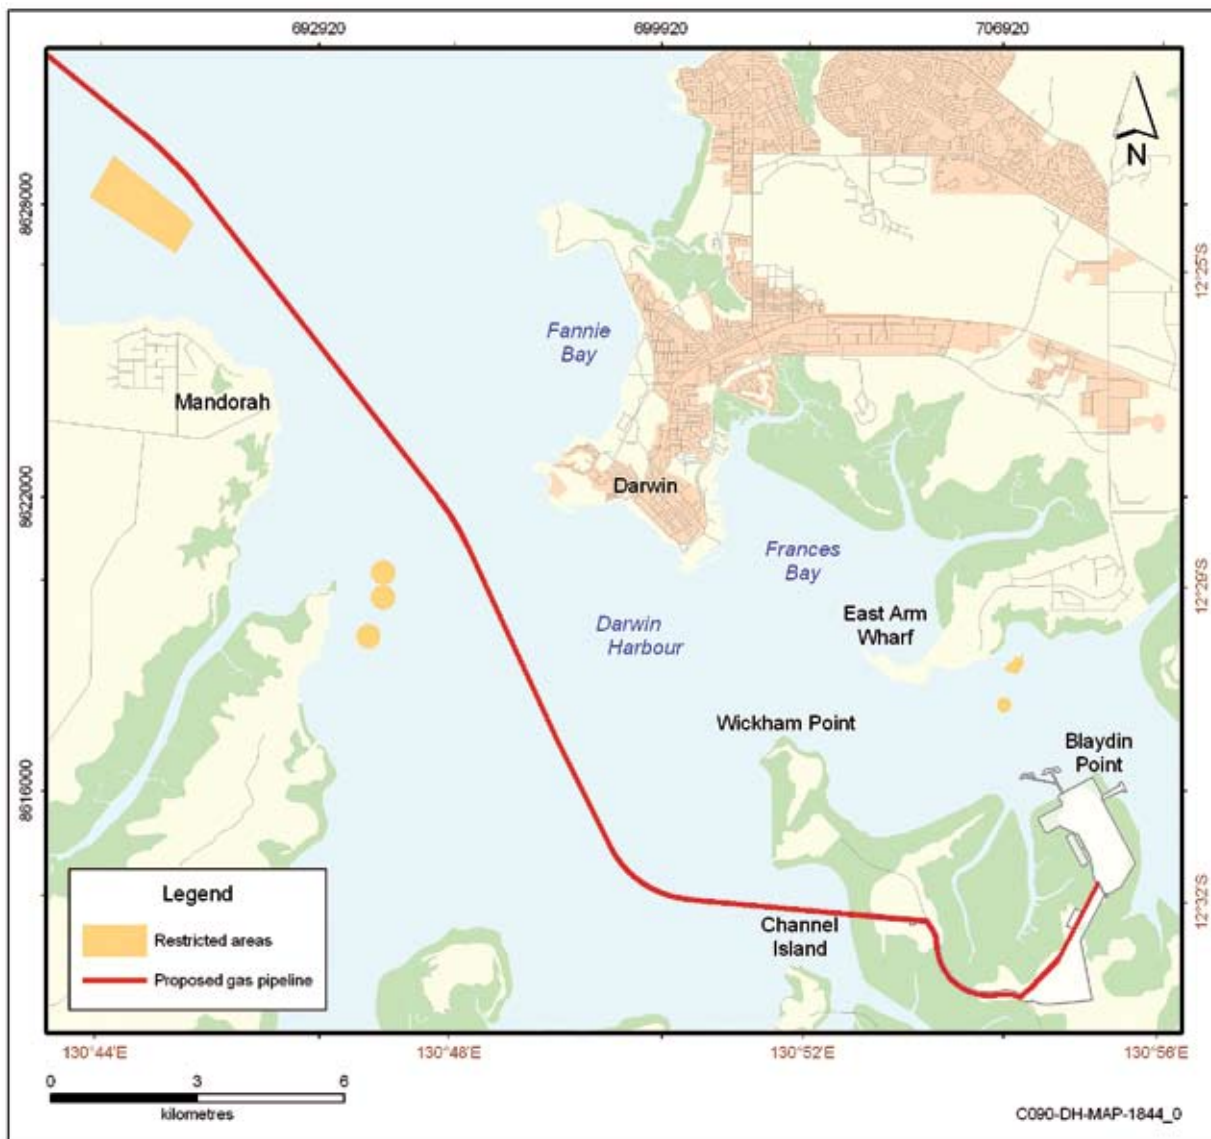 692920
699920
706920
N
8628000
12°25'S
Fannie
Bay
Mandorah
Darwin
8622000
Frances
Bay
12°29'S
East Arm
Wharf
Darwin
Harbour
Wickham Point
Blaydin
Point
8616000
Legend
Restricted areas
Proposed gas pipeline
Channel
Island
12°32'S
130°44'E
130°48'E
130°52'E
130°56'E
0 3 6
kilometres
C090-DH-MAP-1844_0